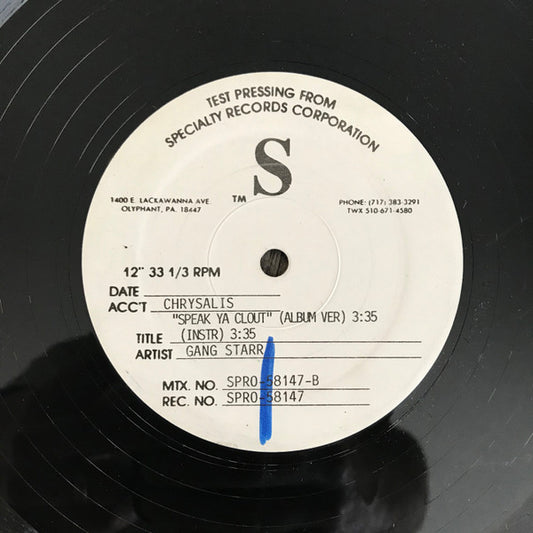 TEST PRESSING FROM
SPECIALTY RECORDS CORPORATION
S
TM
1400 E. LACKAWANNA AVE.
OLYPHANT, PA. 18447
PHONE: (717) 383-3291
TWX 510-671-4580
12" 33 1/3 RPM
DATE
ACC'T CHRYSALIS
"SPEAK YA CLOUT" (ALBUM VER) 3:35
TITLE (INSTR) 3:35
ARTIST GANG STARR
MTX. NO. SPRO-58147-B
REC. NO. SPRO-58147